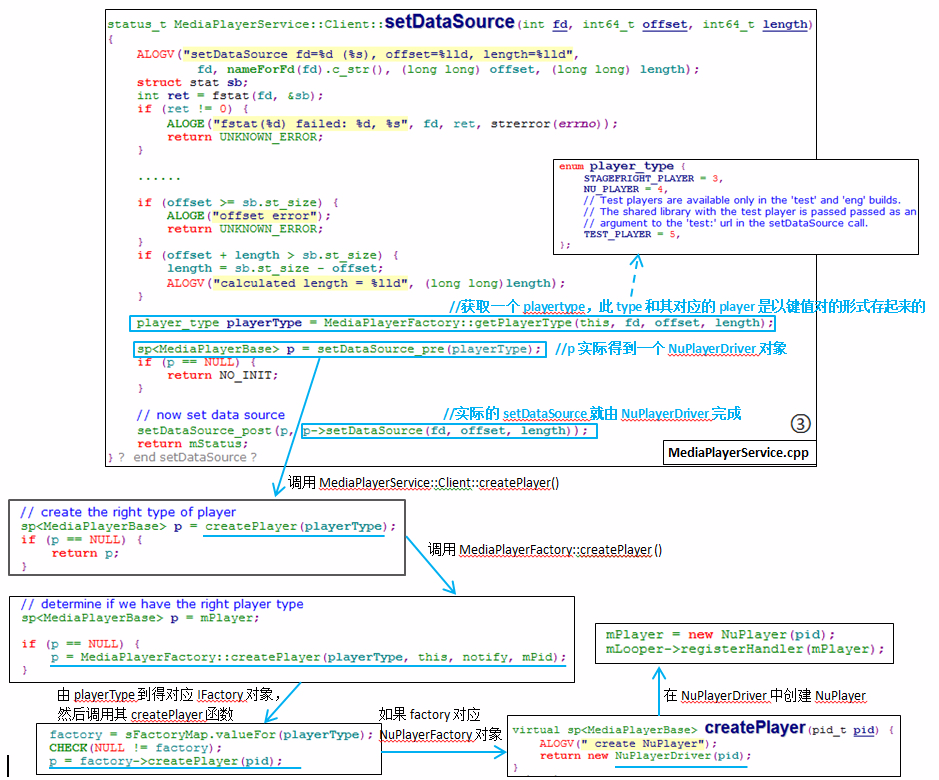 status_t MediaPlayerService::Client::setDataSource(int fd, int64_t offset, int64_t length)
{
ALOGV("setDataSource fd=%d (%s), offset=%lld, length=%lld",
fd, nameForFd(fd).c_str(), (long long) offset, (long long) length);
struct stat sb;
int ret = fstat(fd, &sb);
if (ret != 0) {
ALOGE("fstat(%d) failed: %d, %s", fd, ret, strerror(errno));
return UNKNOWN_ERROR;
}
......
if (offset >= sb.st_size) {
ALOGE("offset error");
return UNKNOWN_ERROR;
}
if (offset + length > sb.st_size) {
length = sb.st_size - offset;
ALOGV("calculated length = %lld", (long long)length);
}
enum player_type {
STAGEFRIGHT_PLAYER = 3,
NU_PLAYER = 4,
// Test players are available only in the 'test' and 'eng' builds.
// The shared library with the test player is passed passed as an
// argument to the 'test:' url in the setDataSource call.
TEST_PLAYER = 5,
};
//获取一个 playertype，此 type 和其对应的 player 是以键值对的形式存起来的
player_type playerType = MediaPlayerFactory::getPlayerType(this, fd, offset, length);
sp<MediaPlayerBase> p = setDataSource_pre(playerType); //p 实际得到一个 NuPlayerDriver 对象
if (p == NULL) {
return NO_INIT;
}
// now set data source //实际的 setDataSource 就由 NuPlayerDriver 完成
setDataSource_post(p, p->setDataSource(fd, offset, length));
return mStatus;
} ? end setDataSource ?
③
MediaPlayerService.cpp
调用 MediaPlayerService::Client::createPlayer()
// create the right type of player
sp<MediaPlayerBase> p = createPlayer(playerType);
if (p == NULL) {
return p;
}
调用 MediaPlayerFactory::createPlayer()
// determine if we have the right player type
sp<MediaPlayerBase> p = mPlayer;
if (p == NULL) {
p = MediaPlayerFactory::createPlayer(playerType, this, notify, mPid);
}
由 playerType 到得对应 IFactory 对象，
然后调用其 createPlayer 函数
factory = sFactoryMap.valueFor(playerType);
CHECK(NULL != factory);
p = factory->createPlayer(pid);
如果 factory 对应
NuPlayerFactory 对象
virtual sp<MediaPlayerBase> createPlayer(pid_t pid) {
ALOGV(" create NuPlayer");
return new NuPlayerDriver(pid);
}
在 NuPlayerDriver 中创建 NuPlayer
mPlayer = new NuPlayer(pid);
mLooper->registerHandler(mPlayer);